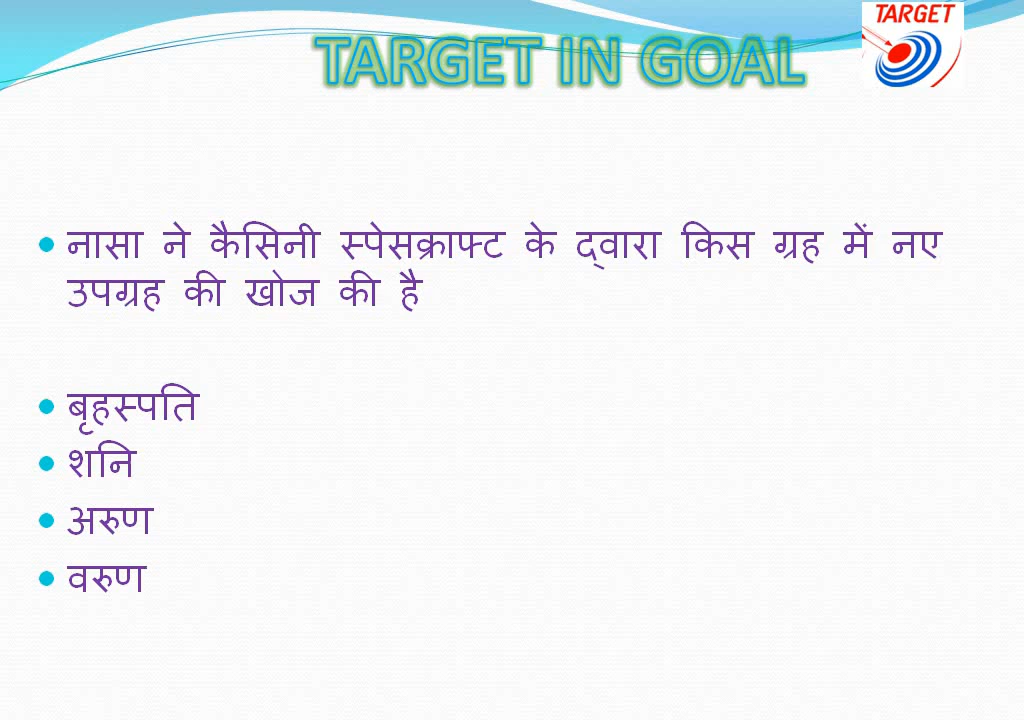 TARGET
TARGET IN GOAL
नासा ने कैसिनी स्पेसक्राफ्ट के द्वारा किस ग्रह में नए
उपग्रह की खोज की है
बृहस्पति
शनि
अरुण
वरुण